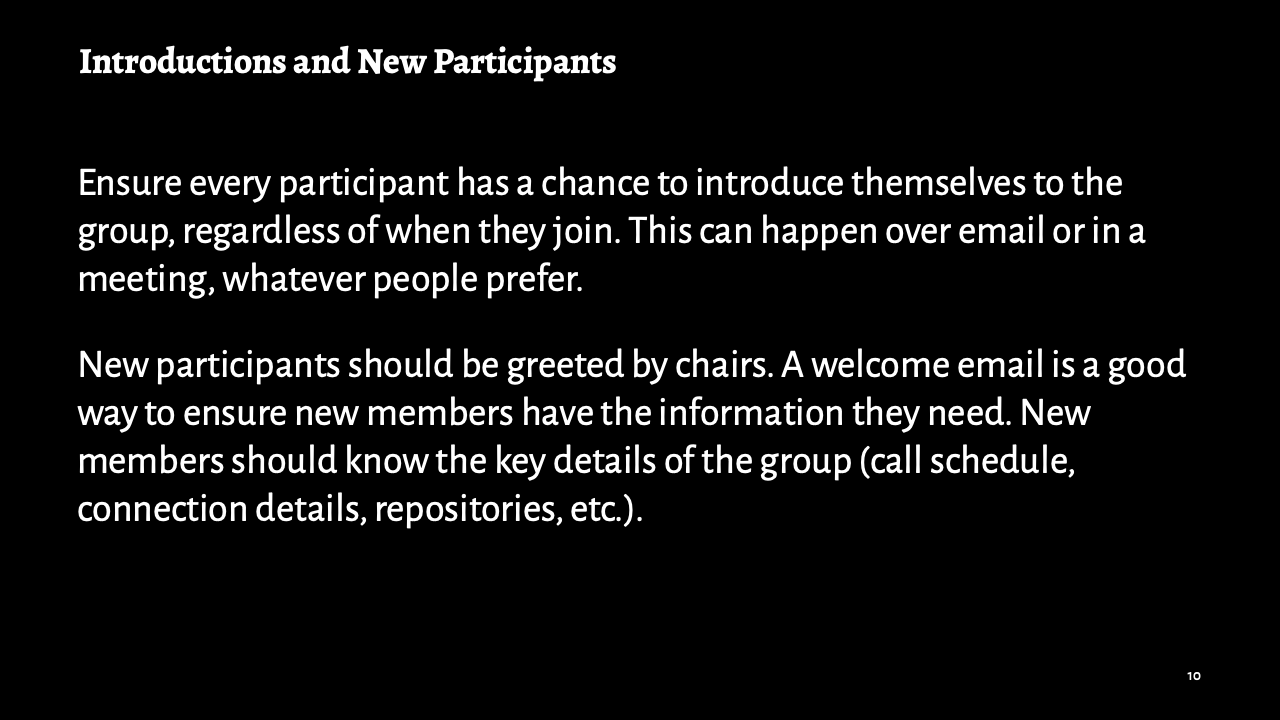 Introductions and New Participants
Ensure every participant has a chance to introduce themselves to the
group, regardless of when they join. This can happen over email or in a
meeting, whatever people prefer.
New participants should be greeted by chairs. A welcome email is a good
way to ensure new members have the information they need. New
members should know the key details of the group (call schedule,
connection details, repositories, etc.).
10